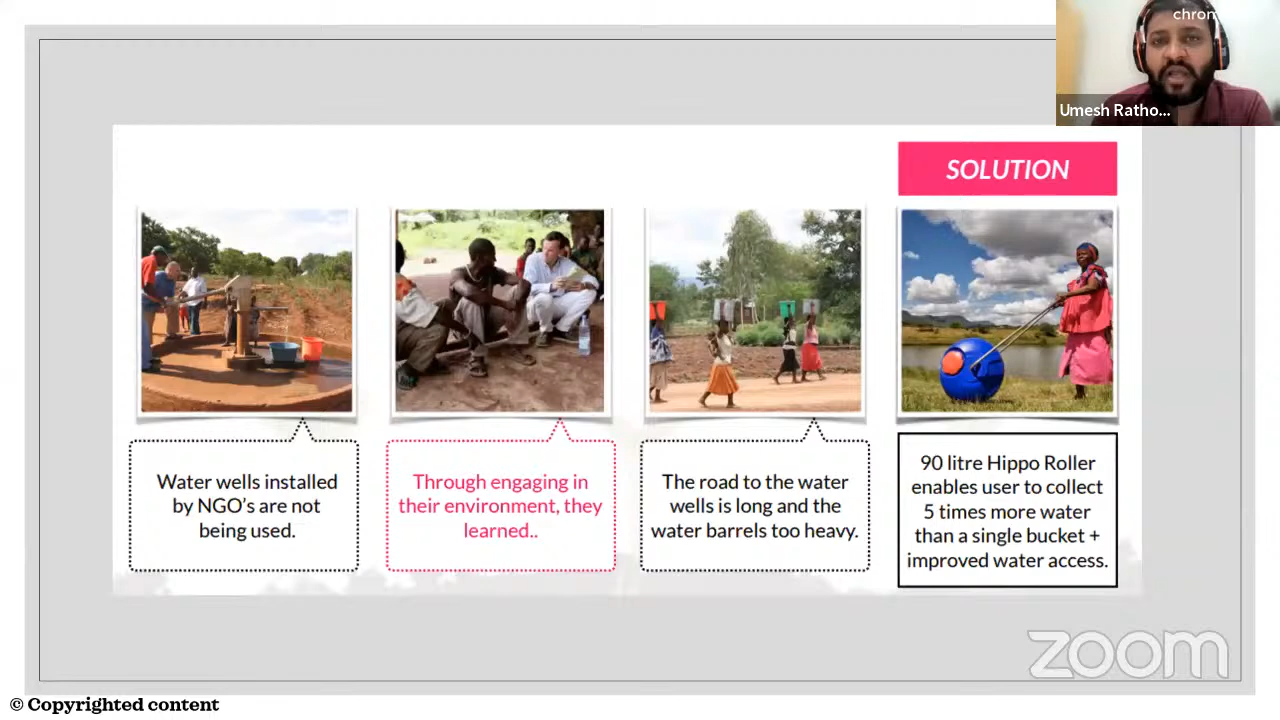 chrom
Umesh Ratho...
SOLUTION
Water wells installed
by NGO's are not
being used.
Through engaging in
their environment, they
learned..
The road to the water
wells is long and the
water barrels too heavy.
90 litre Hippo Roller
enables user to collect
5 times more water
than a single bucket +
improved water access.
zoom
© Copyrighted content